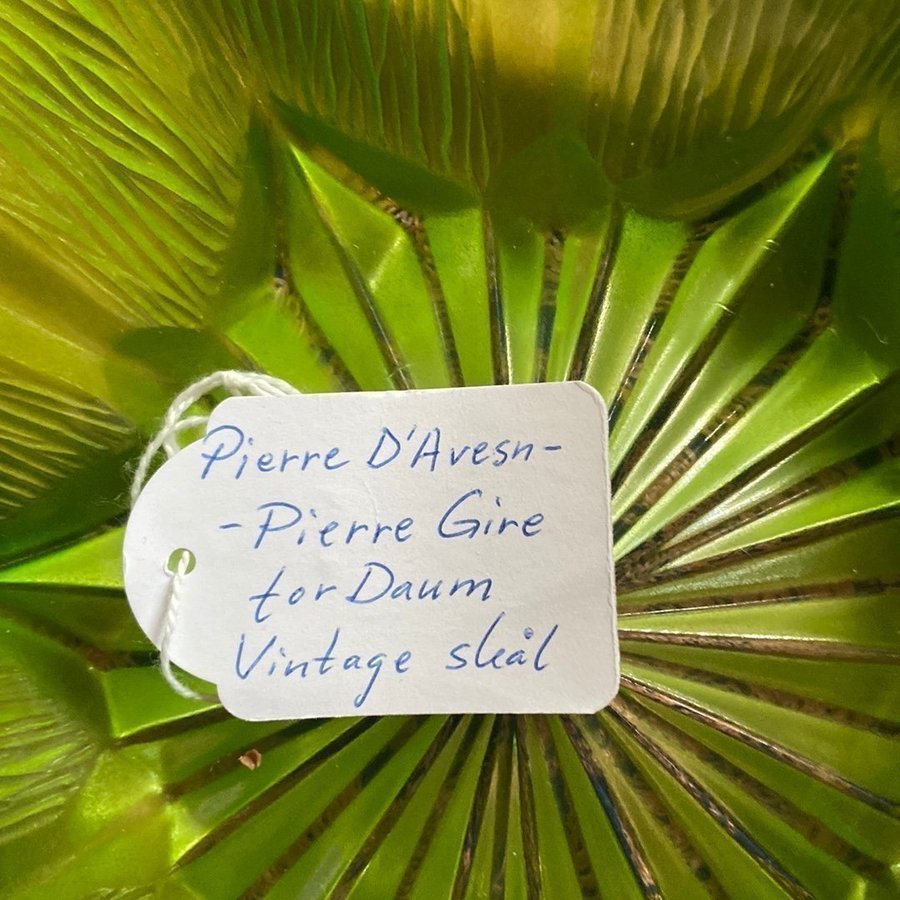 Pierre D'Avesn-
-Pierre Gire
for Daum
Vintage skål